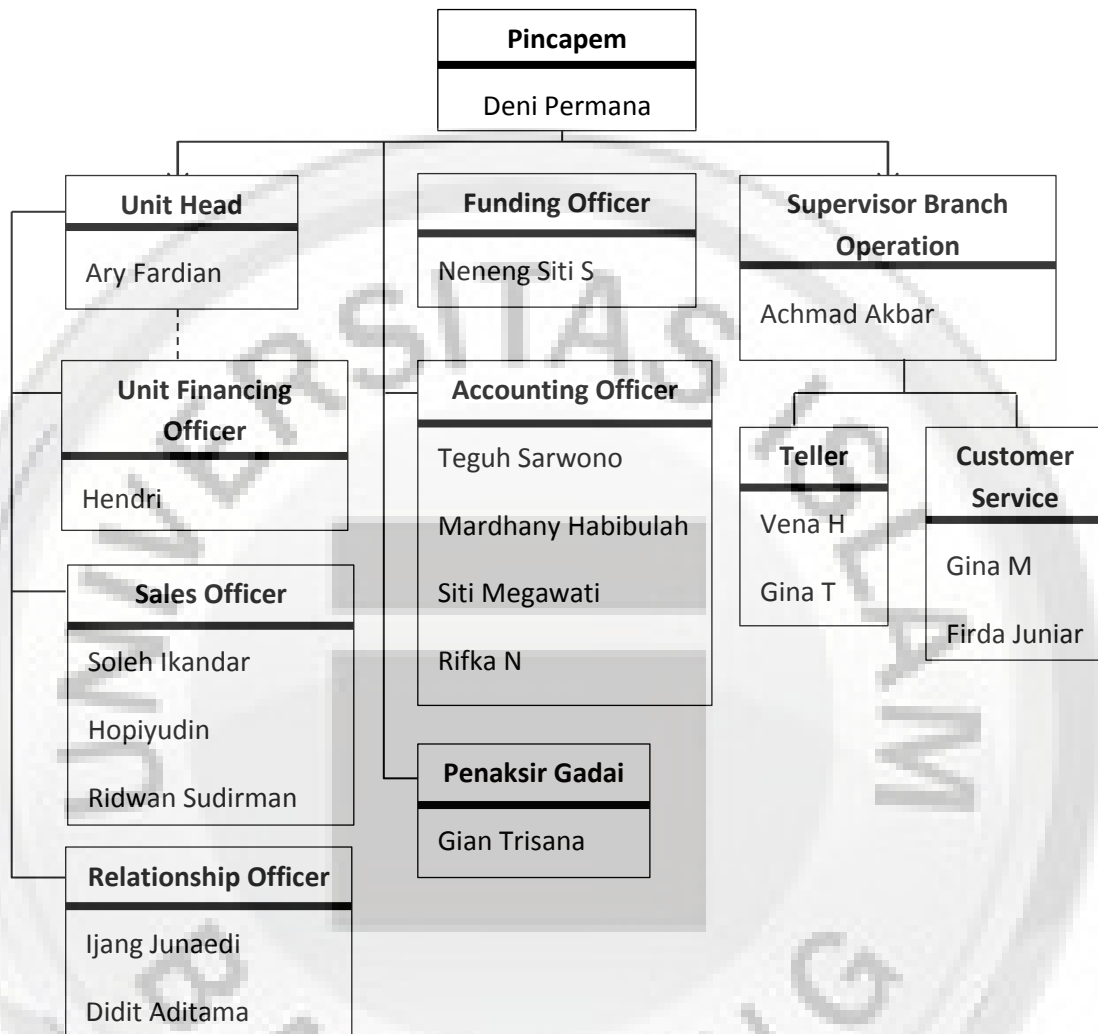 Pincapem
Deni Permana
Unit Head
Ary Fardian
Funding Officer
Neneng Siti S
Supervisor Branch
Operation
Achmad Akbar
Unit Financing
Officer
Hendri
Accounting Officer
Teguh Sarwono
Mardhany Habibulah
Siti Megawati
Rifka N
Teller
Vena H
Gina T
Customer
Service
Gina M
Firda Juniar
Sales Officer
Soleh Ikandar
Hopiyudin
Ridwan Sudirman
Penaksir Gadai
Gian Trisana
Relationship Officer
Ijang Junaedi
Didit Aditama
UNIVERSITAS ISLAM